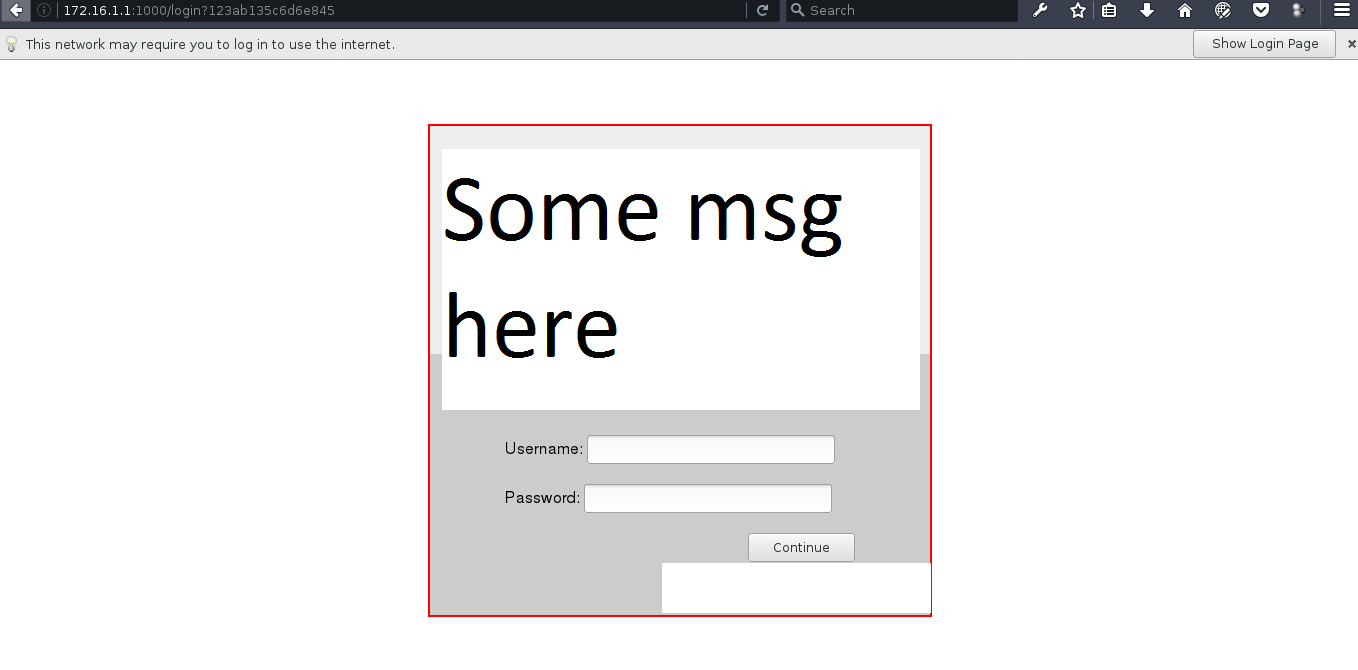 172.16.1.1:1000/login?123ab135c6d6e845 Search
This network may require you to log in to use the internet. Show Login Page
Some msg
here
Username:
Password:
Continue